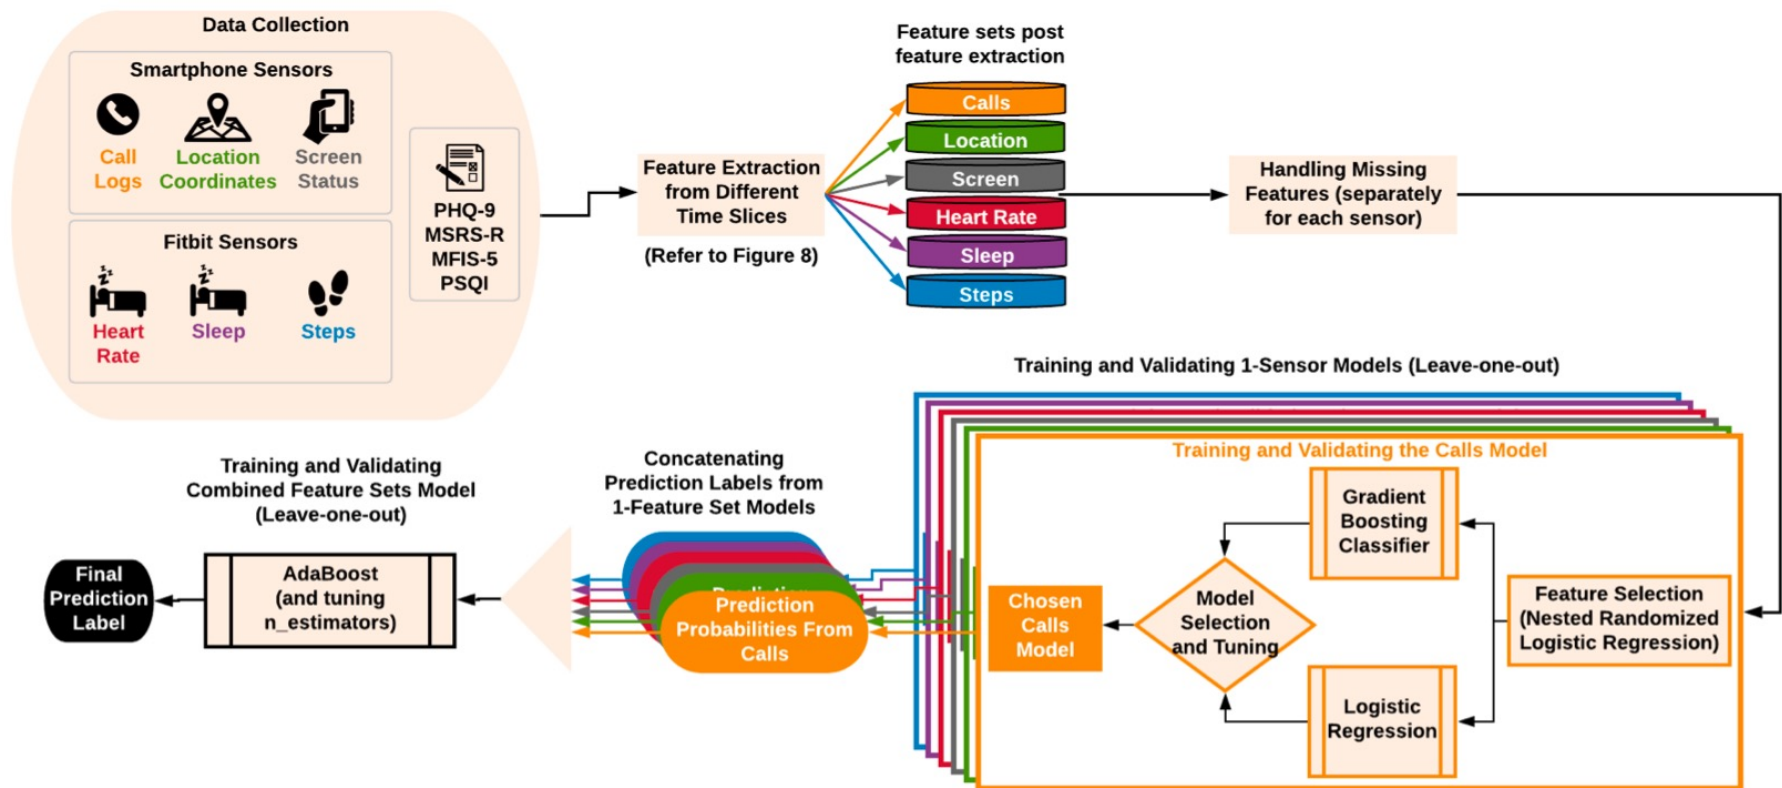 Data Collection
Smartphone Sensors
Call
Logs
Location
Coordinates
Screen
Status
Fitbit Sensors
Heart
Rate
Sleep
Steps
PHQ-9
MSRS-R
MFIS-5
PSQI
Feature Extraction
from Different
Time Slices
(Refer to Figure 8)
Feature sets post
feature extraction
Calls
Location
Screen
Heart Rate
Sleep
Steps
Handling Missing
Features (separately
for each sensor)
Training and Validating 1-Sensor Models (Leave-one-out)
Training and Validating the Calls Model
Feature Selection
(Nested Randomized
Logistic Regression)
Gradient
Boosting
Classifier
Logistic
Regression
Model
Selection
and Tuning
Chosen
Calls
Model
Concatenating
Prediction Labels from
1-Feature Set Models
Prediction
Probabilities From
Calls
Training and Validating
Combined Feature Sets Model
(Leave-one-out)
AdaBoost
(and tuning
n_estimators)
Final
Prediction
Label